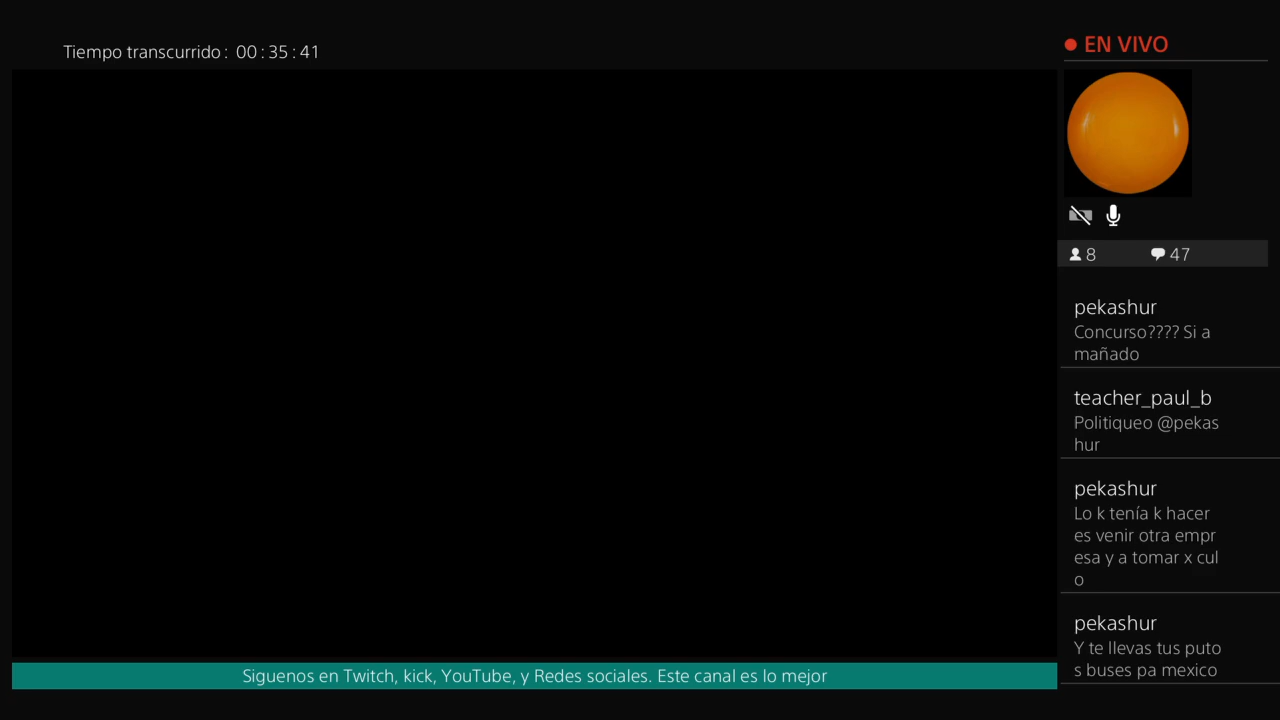 Tiempo transcurrido : 00 : 35 : 41
EN VIVO
8 47
pekashur
Concurso???? Si a
mañado
teacher_paul_b
Politiqueo @pekas
hur
pekashur
Lo k tenía k hacer
es venir otra empr
esa y a tomar x cul
o
pekashur
Y te llevas tus puto
s buses pa mexico
Siguenos en Twitch, kick, YouTube, y Redes sociales. Este canal es lo mejor